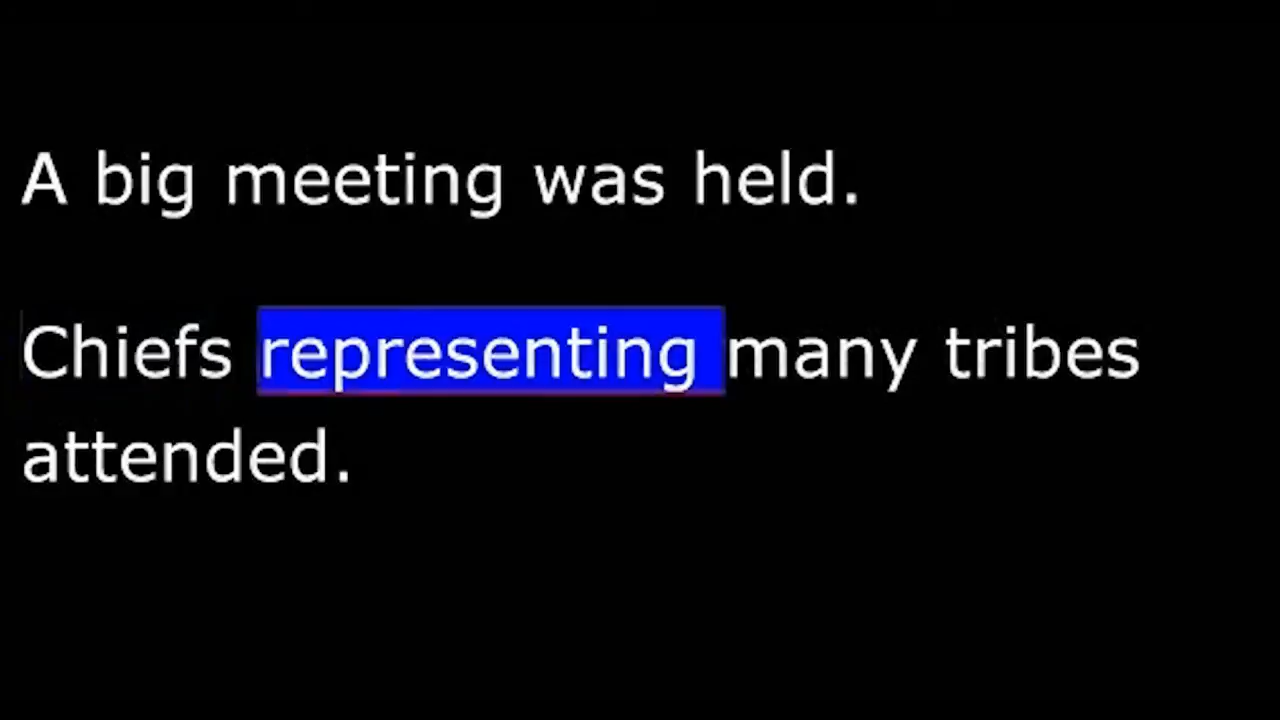 A big meeting was held.
Chiefs representing many tribes
attended.